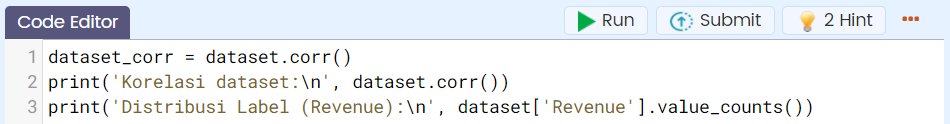 Code Editor
Run
Submit
2 Hint
1 dataset_corr = dataset.corr()
2 print('Korelasi dataset:\n', dataset.corr())
3 print('Distribusi Label (Revenue):\n', dataset['Revenue'].value_counts())